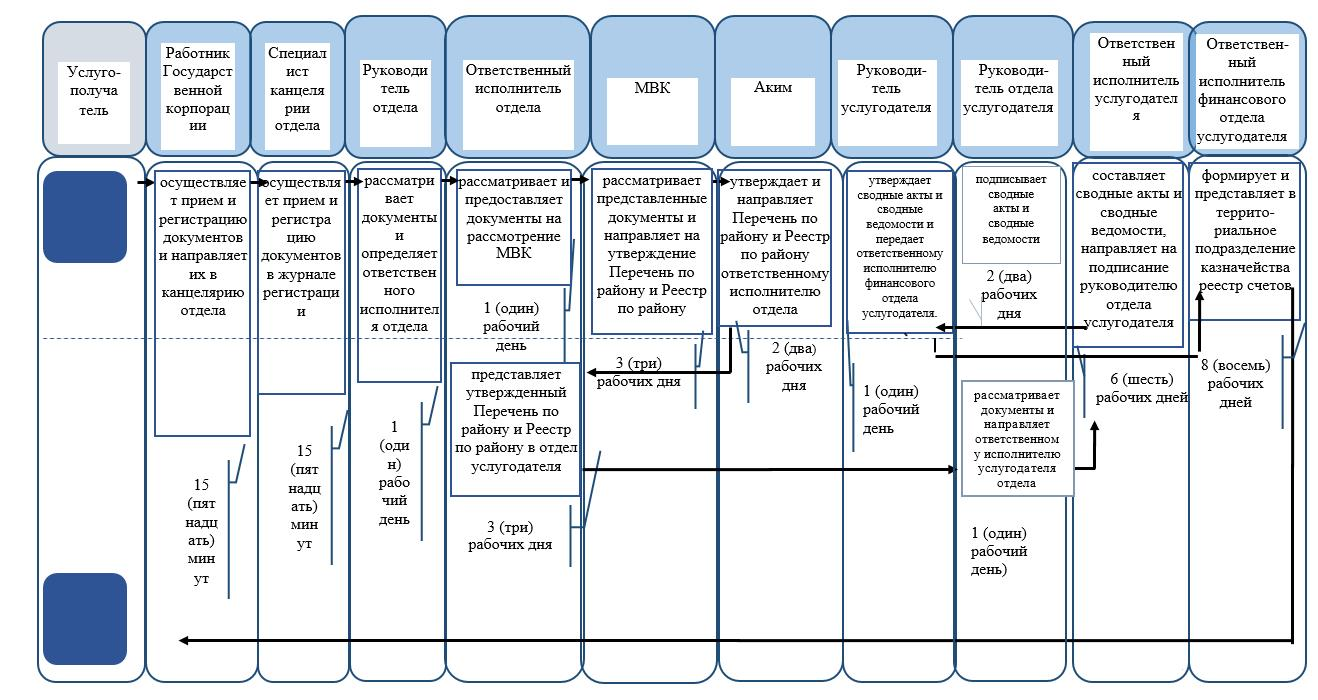 Услуго-
получа
тель
Работник
Государст
венной
корпорац
ии
Специал
ист
канцеля
рии
отдела
Руководи
тель
отдела
Ответственный
исполнитель
отдела
МВК
Аким
Руководи-
тель
услугодателя
Руководи-
тель отдела
услугодателя
Ответствен
ный
исполнитель
услугодател
я
Ответствен-
ный
исполнитель
финансового
отдела
услугодателя
осуществляе
т прием и
регистрацию
документов
и направляет
их в
канцелярию
отдела
15
(пят
надц
ать)
мин
ут
осуществля
ет прием и
регистра
цию
документов
в журнале
регистраци
и
15
(пят
надц
ать)
мин
ут
рассматри
вает
документы
и
определяет
ответствен
ного
исполнител
я отдела
1
(оди
н)
рабо
чий
день
рассматривает и
предоставляет
документы на
рассмотрение
МВК
1 (один)
рабочий
день
представляет
утвержденный
Перечень по
району и Реестр
по району в отдел
услугодателя
3 (три)
рабочих дня
рассматривает
представленные
документы и
направляет на
утверждение
Перечень по
району и Реестр
по району
3 (три)
рабочих дня
утверждает и
направляет
Перечень по
району и Реестр
по району
ответственному
исполнителю
отдела
2 (два)
рабочих
дня
утверждает
сводные акты и
сводные
ведомости и
передает
ответственному
исполнителю
финансового
отдела
услугодателя.
1 (один)
рабочий
день
подписывает
сводные
акты и
сводные
ведомости
2 (два)
рабочих
дня
рассматривает
документы и
направляет
ответственном
у исполнителю
услугодателя
отдела
1 (один)
рабочий
день)
составляет
сводные акты и
сводные
ведомости,
направляет на
подписание
руководителю
отдела
услугодателя
6 (шесть)
рабочих дней
формирует и
представляет в
террито-
риальное
подразделение
казначейства
реестр счетов
8 (восемь)
рабочих
дней